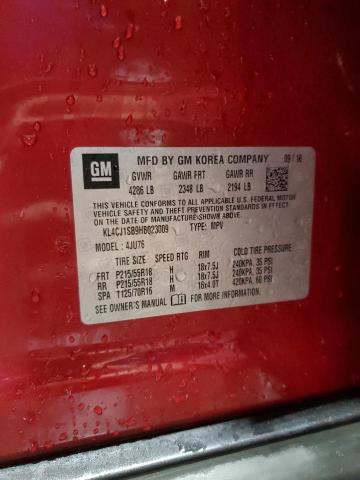 GM MFD BY GM KOREA COMPANY 09/16
GVWR GAWR FRT GAWR RR
4286 LB 2348 LB 2194 LB
THIS VEHICLE CONFORMS TO ALL APPLICABLE U.S. FEDERAL MOTOR
VEHICLE SAFETY, BUMPER, AND THEFT PREVENTION
STANDARDS IN EFFECT ON THE DATE OF MANUFACTURE SHOWN ABOVE.
KL4CJ1SB9HB023009 TYPE: MPV
MODEL: 4JU76
TIRE SIZE SPEED RTG RIM COLD TIRE PRESSURE
FRT P215/55R18 H 18x7.5J 240KPA, 35 PSI
RR P215/55R18 H 18x7.5J 240KPA, 35 PSI
SPA T125/70R16 M 16x4.0T 420KPA, 60 PSI
SEE OWNER'S MANUAL FOR MORE INFORMATION.